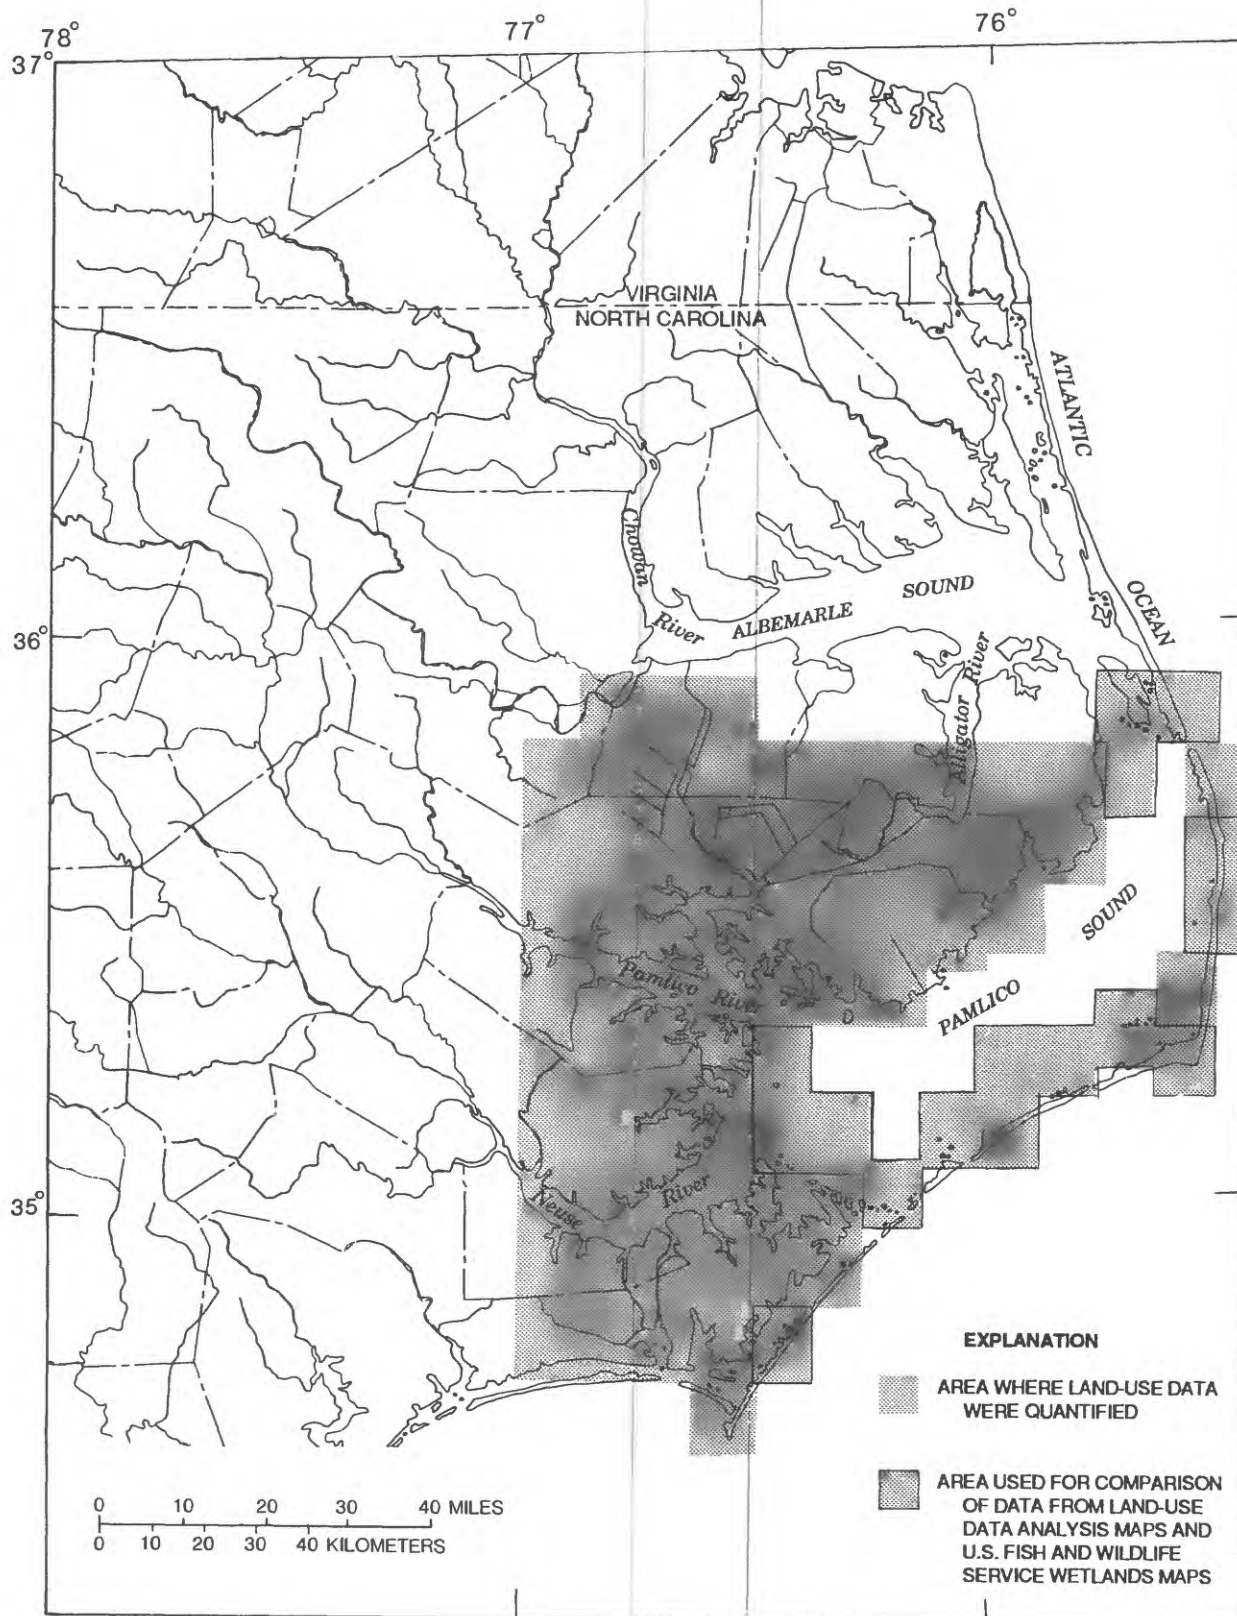 78°
77°
76°
37°
VIRGINIA
NORTH CAROLINA
ATLANTIC
OCEAN
Chowan
River
ALBEMARLE
SOUND
36°
Alligator River
SOUND
PAMLICO
Pamlico River
35°
Neuse
River
EXPLANATION
AREA WHERE LAND-USE DATA
WERE QUANTIFIED
AREA USED FOR COMPARISON
OF DATA FROM LAND-USE
DATA ANALYSIS MAPS AND
U.S. FISH AND WILDLIFE
SERVICE WETLANDS MAPS
0 10 20 30 40 MILES
0 10 20 30 40 KILOMETERS